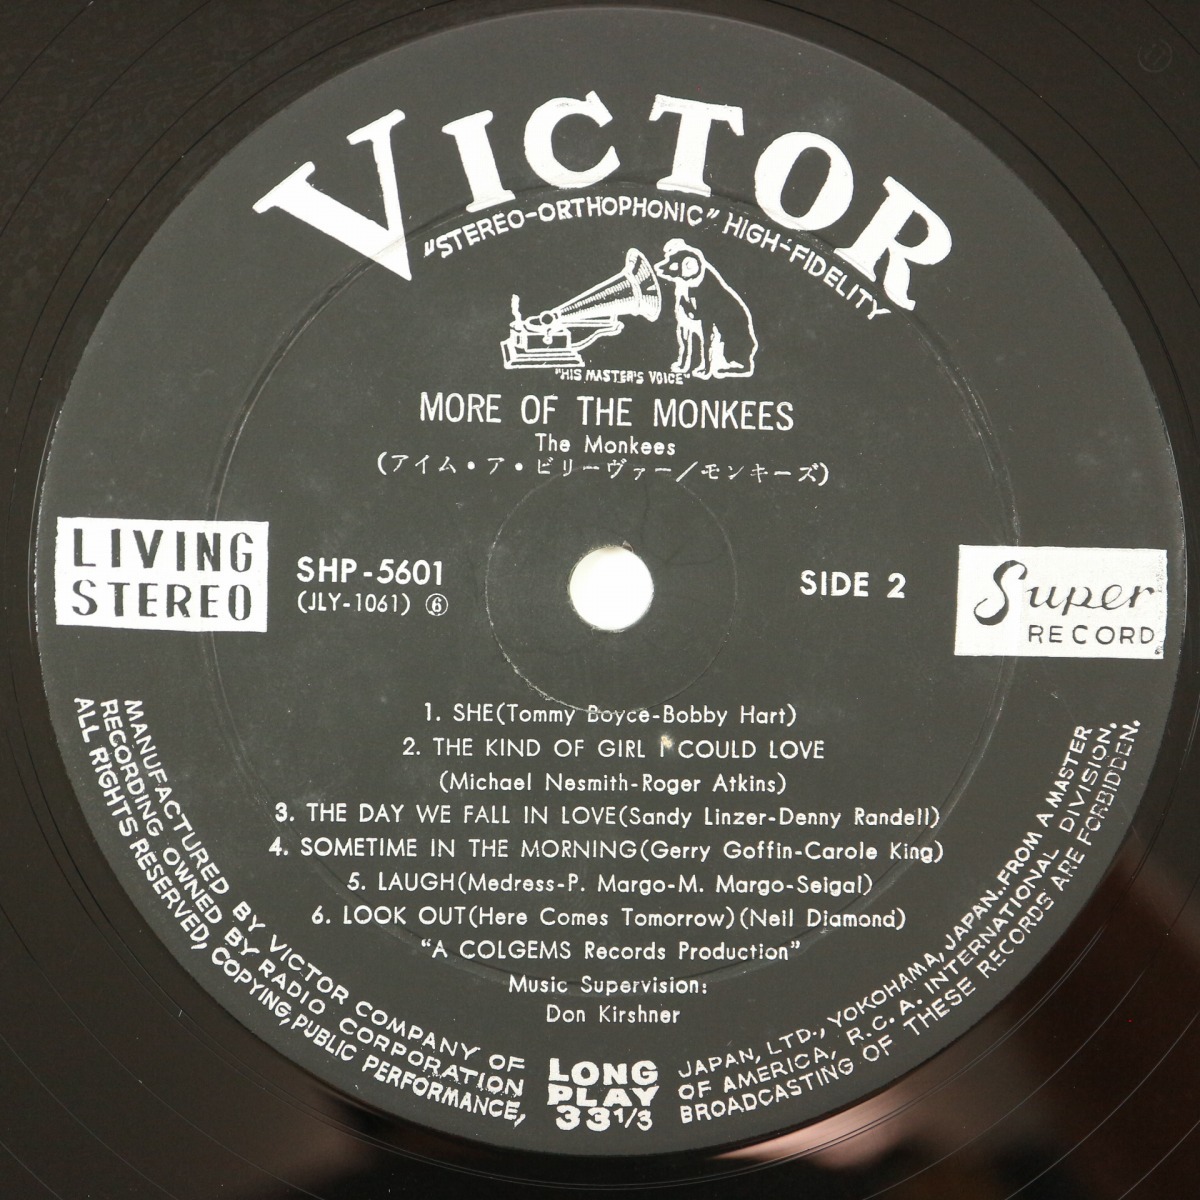 VICTOR
"STEREO-ORTHOPHONIC" HIGH-FIDELITY
"HIS MASTER'S VOICE"
MORE OF THE MONKEES
The Monkees
(アイム・ア・ビリーヴァー/モンキーズ)
LIVING
STEREO
SHP-5601
(JLY-1061) ⑥
SIDE 2
Super
RECORD
1. SHE(Tommy Boyce-Bobby Hart)
2. THE KIND OF GIRL I COULD LOVE
(Michael Nesmith-Roger Atkins)
3. THE DAY WE FALL IN LOVE(Sandy Linzer-Denny Randell)
4. SOMETIME IN THE MORNING(Gerry Goffin-Carole King)
5. LAUGH(Medress-P. Margo-M. Margo-Seigal)
6. LOOK OUT(Here Comes Tomorrow)(Neil Diamond)
"A COLGEMS Records Production"
Music Supervision:
Don Kirshner
MANUFACTURED BY VICTOR COMPANY OF JAPAN, LTD., YOKOHAMA, JAPAN..FROM A MASTER
RECORDING OWNED BY RADIO CORPORATION OF AMERICA, R.C.A. INTERNATIONAL DIVISION.
ALL RIGHTS RESERVED, COPYING, PUBLIC PERFORMANCE, BROADCASTING OF THESE RECORDS ARE FORBIDDEN.
LONG
PLAY
33 1/3